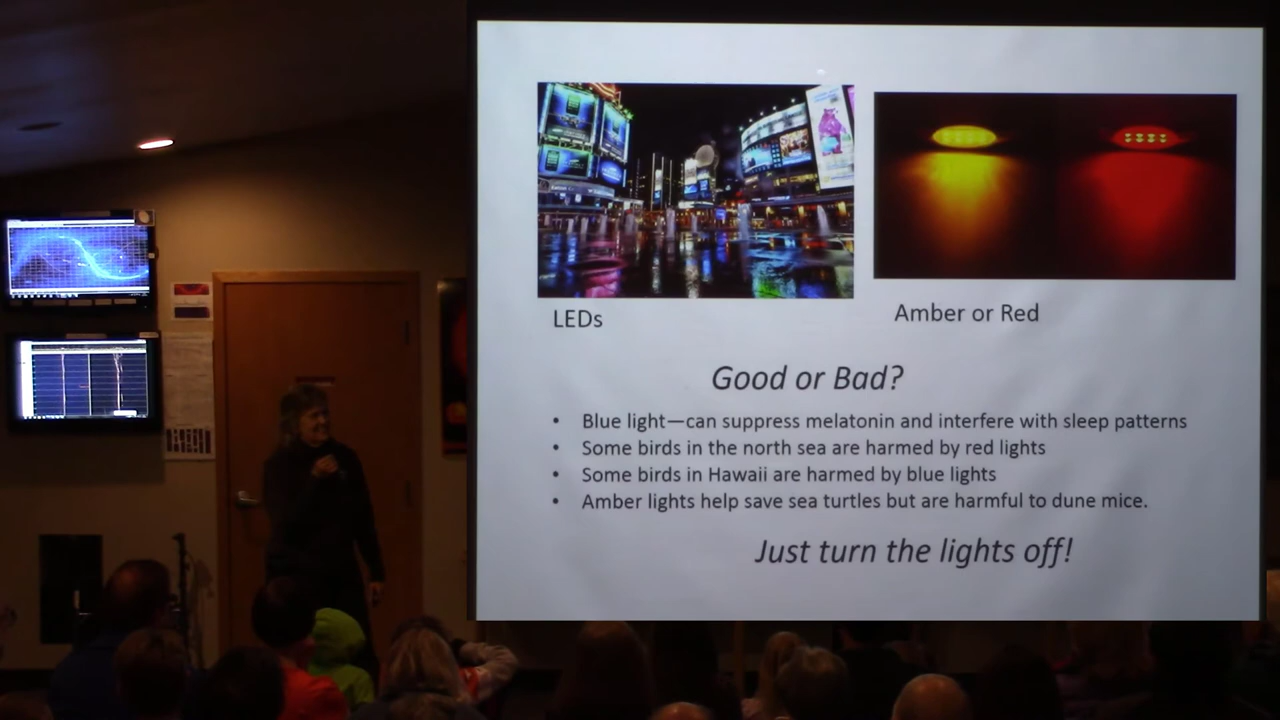 LEDs
Amber or Red
Good or Bad?
• Blue light—can suppress melatonin and interfere with sleep patterns
• Some birds in the north sea are harmed by red lights
• Some birds in Hawaii are harmed by blue lights
• Amber lights help save sea turtles but are harmful to dune mice.
Just turn the lights off!